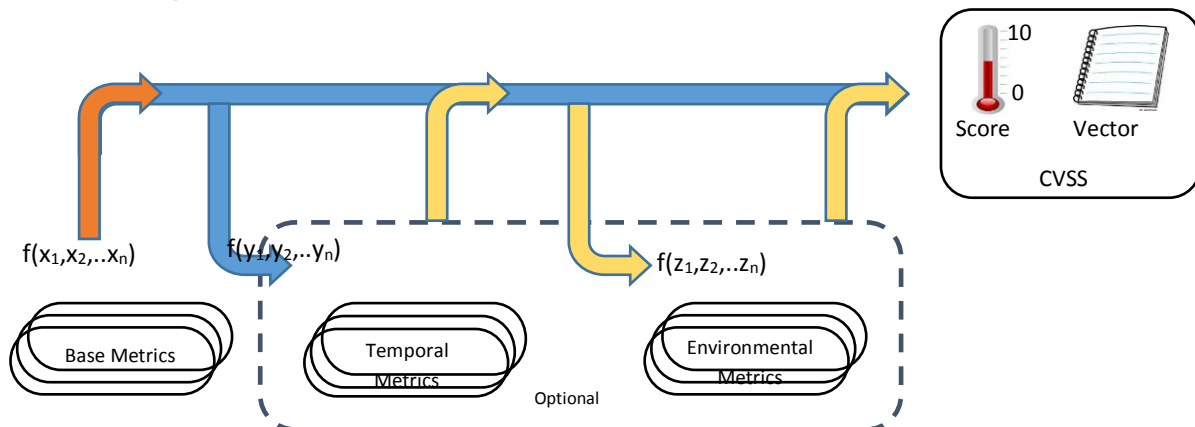 10
0
Score
Vector
CVSS
f(x₁,x₂,..xₙ)
f(y₁,y₂,..yₙ)
f(z₁,z₂,..zₙ)
Base Metrics
Temporal
Metrics
Environmental
Metrics
Optional